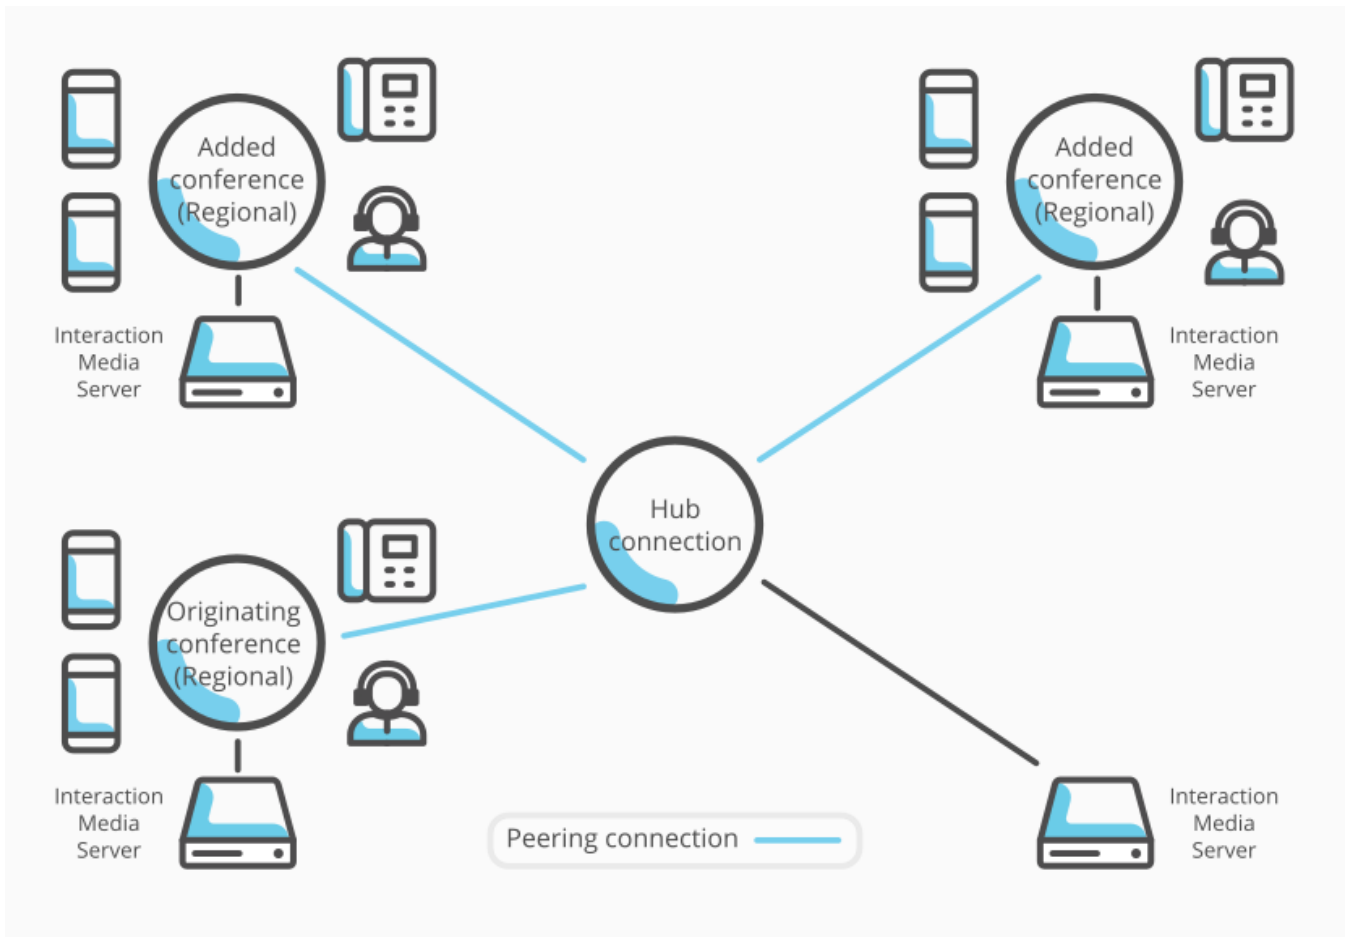 Added
conference
(Regional)
Interaction
Media
Server
Added
conference
(Regional)
Interaction
Media
Server
Hub
connection
Originating
conference
(Regional)
Interaction
Media
Server
Interaction
Media
Server
Peering connection